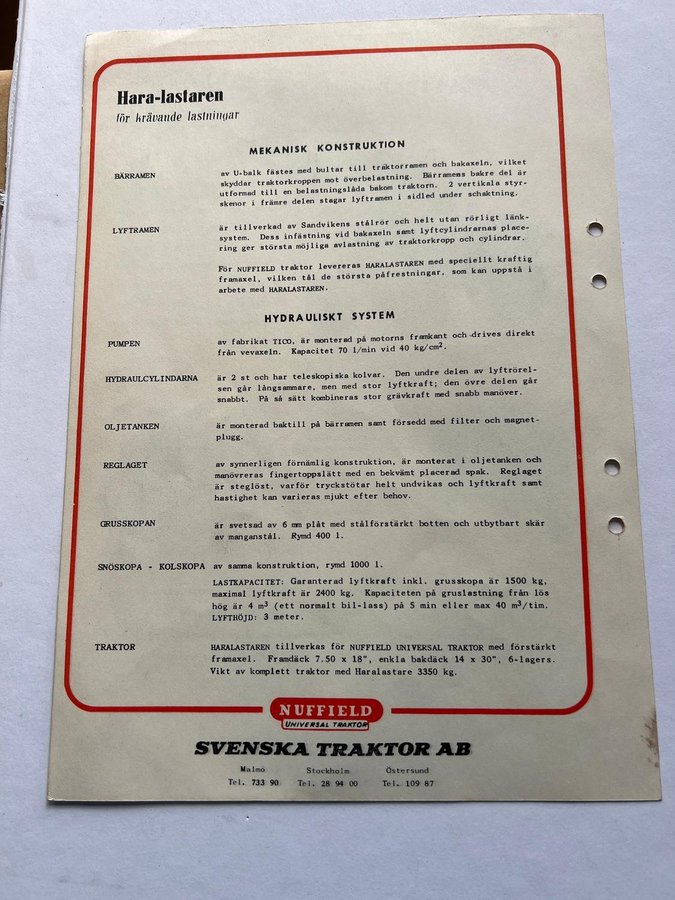 Hara-lastaren
för krävande lastningar
MEKANISK KONSTRUKTION
BÄRRAMEN av U-balk fästes med bultar till traktorramen och bakaxeln, vilket
skyddar traktorkroppen mot överbelastning. Bärramens bakre del är
utformad till en belastningslåda bakom traktorn. 2 vertikala styr-
skenor i främre delen stagar lyftramen i sidled under schaktning.
LYFTRAMEN är tillverkad av Sandvikens stålrör och helt utan rörligt länk-
system. Dess infästning vid bakaxeln samt lyftcylindrarnas place-
ring ger största möjliga avlastning av traktorkropp och cylindrar.
För NUFFIELD traktor levereras HARALASTAREN med speciellt kraftig
framaxel, vilken tål de största påfrestningar, som kan uppstå i
arbete med HARALASTAREN.
HYDRAULISKT SYSTEM
PUMPEN av fabrikat TICO, är monterad på motorns framkant och drives direkt
från vevaxeln. Kapacitet 70 l/min vid 40 kg/cm².
HYDRAULCYLINDARNA är 2 st och har teleskopiska kolvar. Den undre delen av lyftrörel-
sen går långsammare, men med stor lyftkraft; den övre delen går
snabbt. På så sätt kombineras stor grävkraft med snabb manöver.
OLJETANKEN är monterad baktill på bärramen samt försedd med filter och magnet-
plugg.
REGLAGET av synnerligen förnämlig konstruktion, är monterat i oljetanken och
manövreras fingertoppslätt med en bekvämt placerad spak. Reglaget
är steglöst, varför tryckstötar helt undvikas och lyftkraft samt
hastighet kan varieras mjukt efter behov.
GRUSSKOPAN är svetsad av 6 mm plåt med stålförstärkt botten och utbytbart skär
av manganstål. Rymd 400 l.
SNÖSKOPA - KOLSKOPA av samma konstruktion, rymd 1000 l.
LASTKAPACITET: Garanterad lyftkraft inkl. grusskopa är 1500 kg,
maximal lyftkraft är 2400 kg. Kapaciteten på gruslastning från lös
hög är 4 m³ (ett normalt bil-lass) på 5 min eller max 40 m³/tim.
LYFTHÖJD: 3 meter.
TRAKTOR HARALASTAREN tillverkas för NUFFIELD UNIVERSAL TRAKTOR med förstärkt
framaxel. Framdäck 7.50 x 18", enkla bakdäck 14 x 30", 6-lagers.
Vikt av komplett traktor med Haralastare 3350 kg.
NUFFIELD
UNIVERSAL TRAKTOR
SVENSKA TRAKTOR AB
Malmö Stockholm Östersund
Tel. 733 90 Tel. 28 94 00 Tel. 109 87